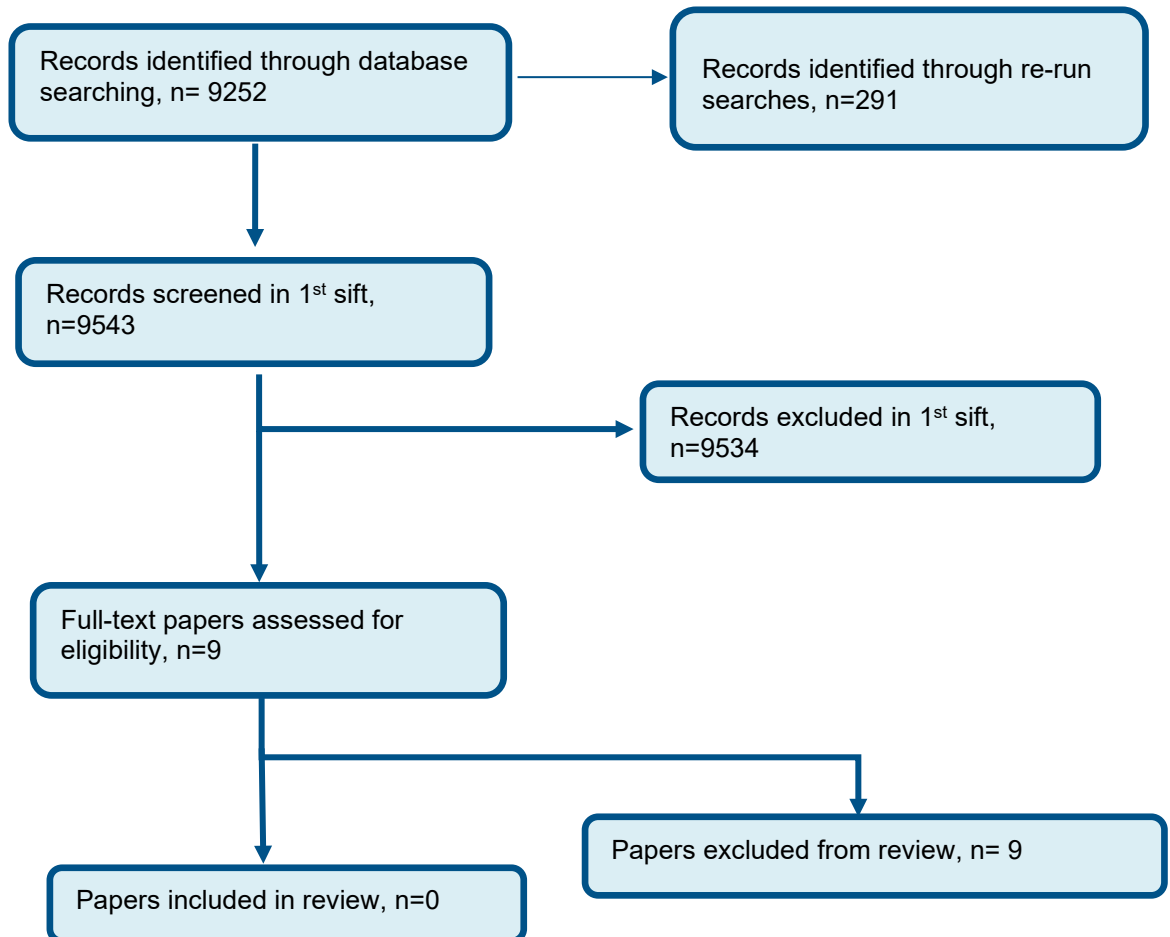 Records identified through database
searching, n= 9252
Records identified through re-run
searches, n=291
Records screened in 1st sift,
n=9543
Records excluded in 1st sift,
n=9534
Full-text papers assessed for
eligibility, n=9
Papers excluded from review, n= 9
Papers included in review, n=0